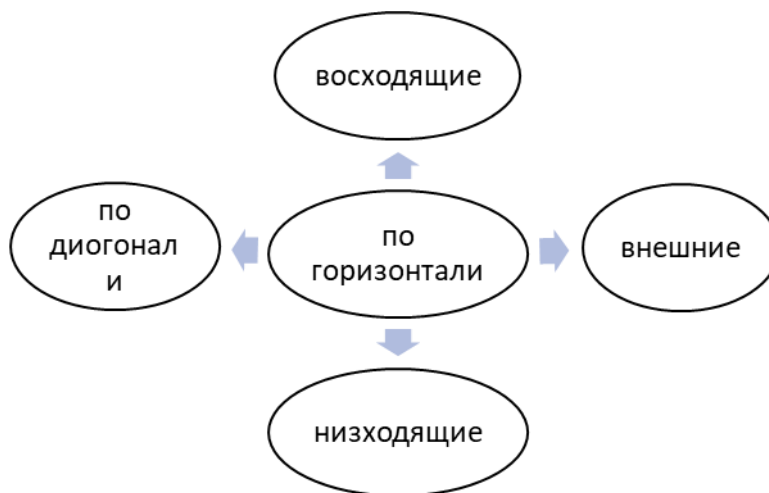 восходящие
по
диогонал
и
по
горизонтали
внешние
низходящие